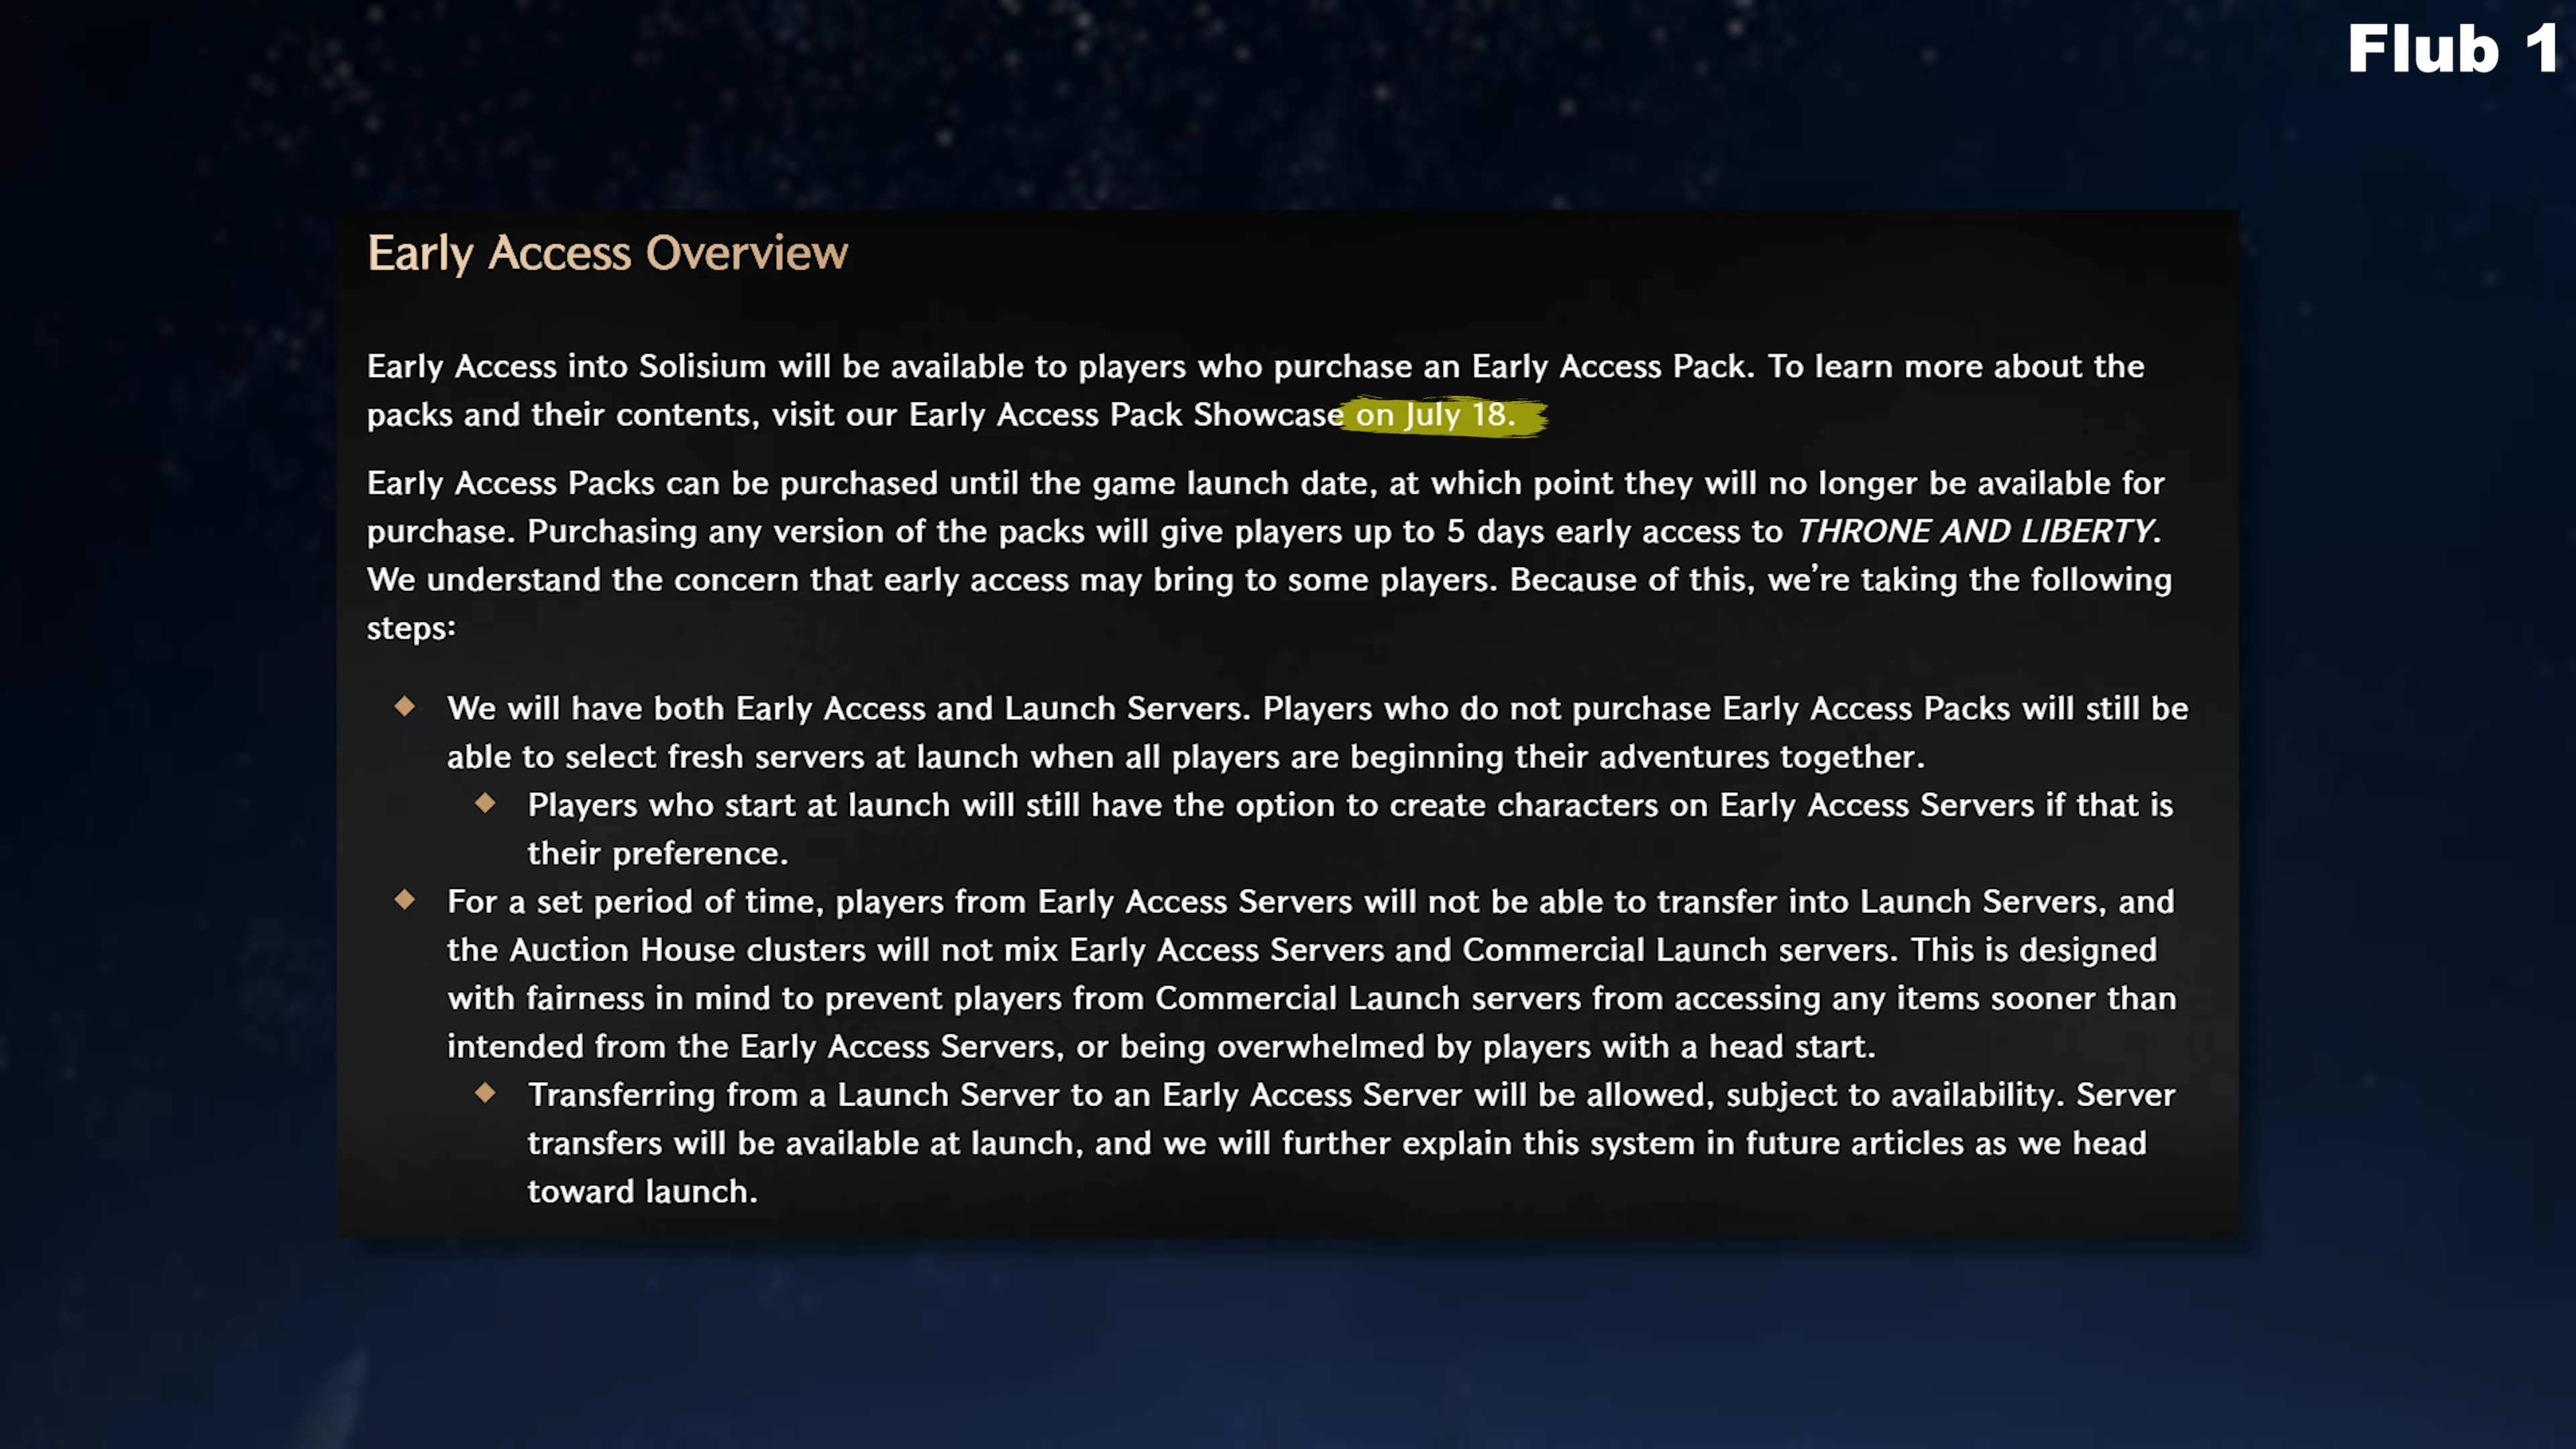 Flub 1
Early Access Overview
Early Access into Solisium will be available to players who purchase an Early Access Pack. To learn more about the
packs and their contents, visit our Early Access Pack Showcase on July 18.
Early Access Packs can be purchased until the game launch date, at which point they will no longer be available for
purchase. Purchasing any version of the packs will give players up to 5 days early access to THRONE AND LIBERTY.
We understand the concern that early access may bring to some players. Because of this, we're taking the following
steps:
We will have both Early Access and Launch Servers. Players who do not purchase Early Access Packs will still be
able to select fresh servers at launch when all players are beginning their adventures together.
Players who start at launch will still have the option to create characters on Early Access Servers if that is
their preference.
For a set period of time, players from Early Access Servers will not be able to transfer into Launch Servers, and
the Auction House clusters will not mix Early Access Servers and Commercial Launch servers. This is designed
with fairness in mind to prevent players from Commercial Launch servers from accessing any items sooner than
intended from the Early Access Servers, or being overwhelmed by players with a head start.
Transferring from a Launch Server to an Early Access Server will be allowed, subject to availability. Server
transfers will be available at launch, and we will further explain this system in future articles as we head
toward launch.